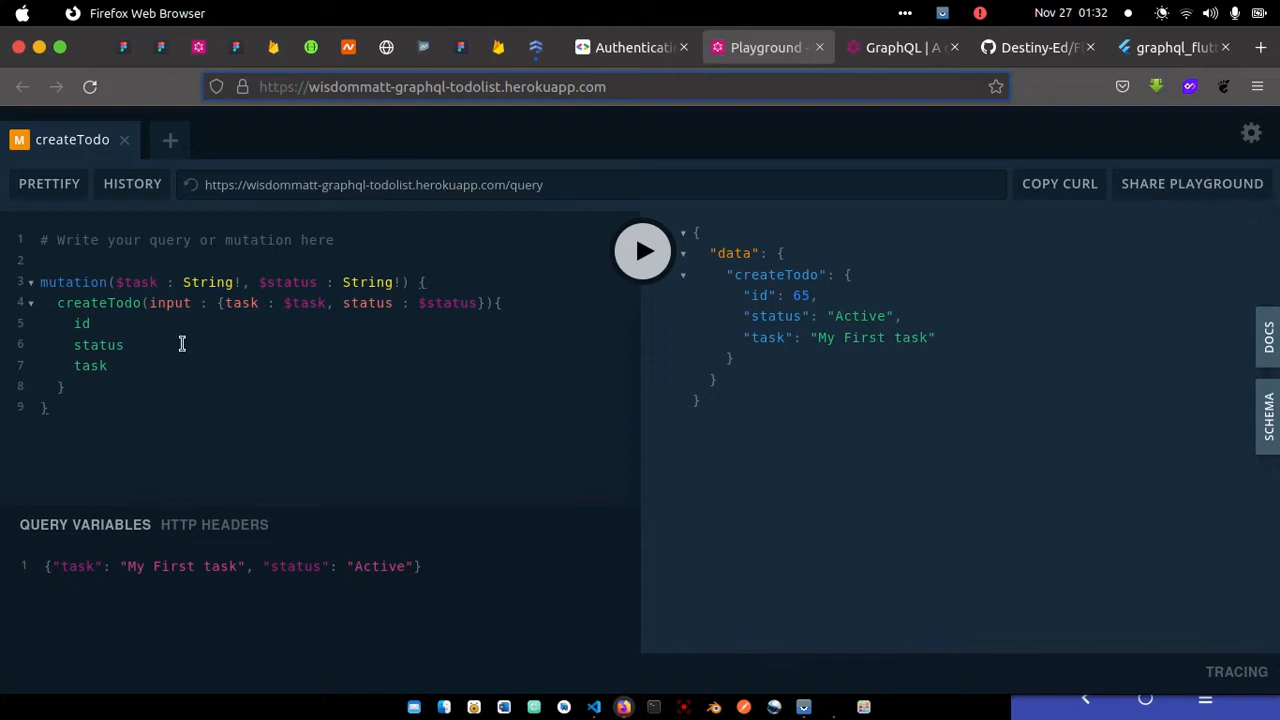 Firefox Web Browser
Nov 27 01:32
Authenticati
Playground -
GraphQL | A c
Destiny-Ed/Fl
graphql_flutt
https://wisdommatt-graphql-todolist.herokuapp.com
M createTodo
PRETTIFY
HISTORY
https://wisdommatt-graphql-todolist.herokuapp.com/query
COPY CURL
SHARE PLAYGROUND
1 # Write your query or mutation here
2
3 mutation($task : String!, $status : String!) {
4 createTodo(input : {task : $task, status : $status}){
5 id
6 status
7 task
8 }
9 }
{
"data": {
"createTodo": {
"id": 65,
"status": "Active",
"task": "My First task"
}
}
}
DOCS
SCHEMA
QUERY VARIABLES HTTP HEADERS
1 {"task": "My First task", "status": "Active"}
TRACING